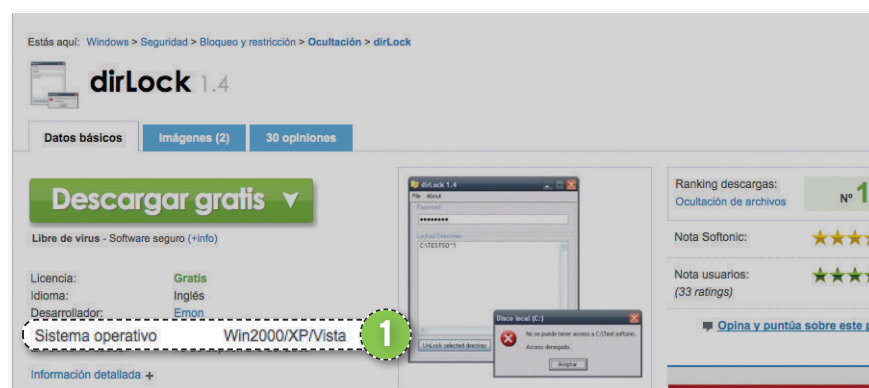 Estás aquí: Windows > Seguridad > Bloqueo y restricción > Ocultación > dirLock
dirLock 1.4
Datos básicos
Imágenes (2)
30 opiniones
Descargar gratis
Libre de virus - Software seguro (+info)
Licencia: Gratis
Idioma: Inglés
Desarrollador: Emon
Sistema operativo Win2000/XP/Vista
1
Información detallada +
dirLock 1.4
File About
Password
Locked Directories
C:\TESTSO~1
UnLock selected directory
Disco local (C:)
No se puede tener acceso a C:\Test softonic.
Acceso denegado.
Aceptar
Ranking descargas:
Ocultación de archivos
Nº 1
Nota Softonic:
Nota usuarios:
(33 ratings)
Opina y puntúa sobre este